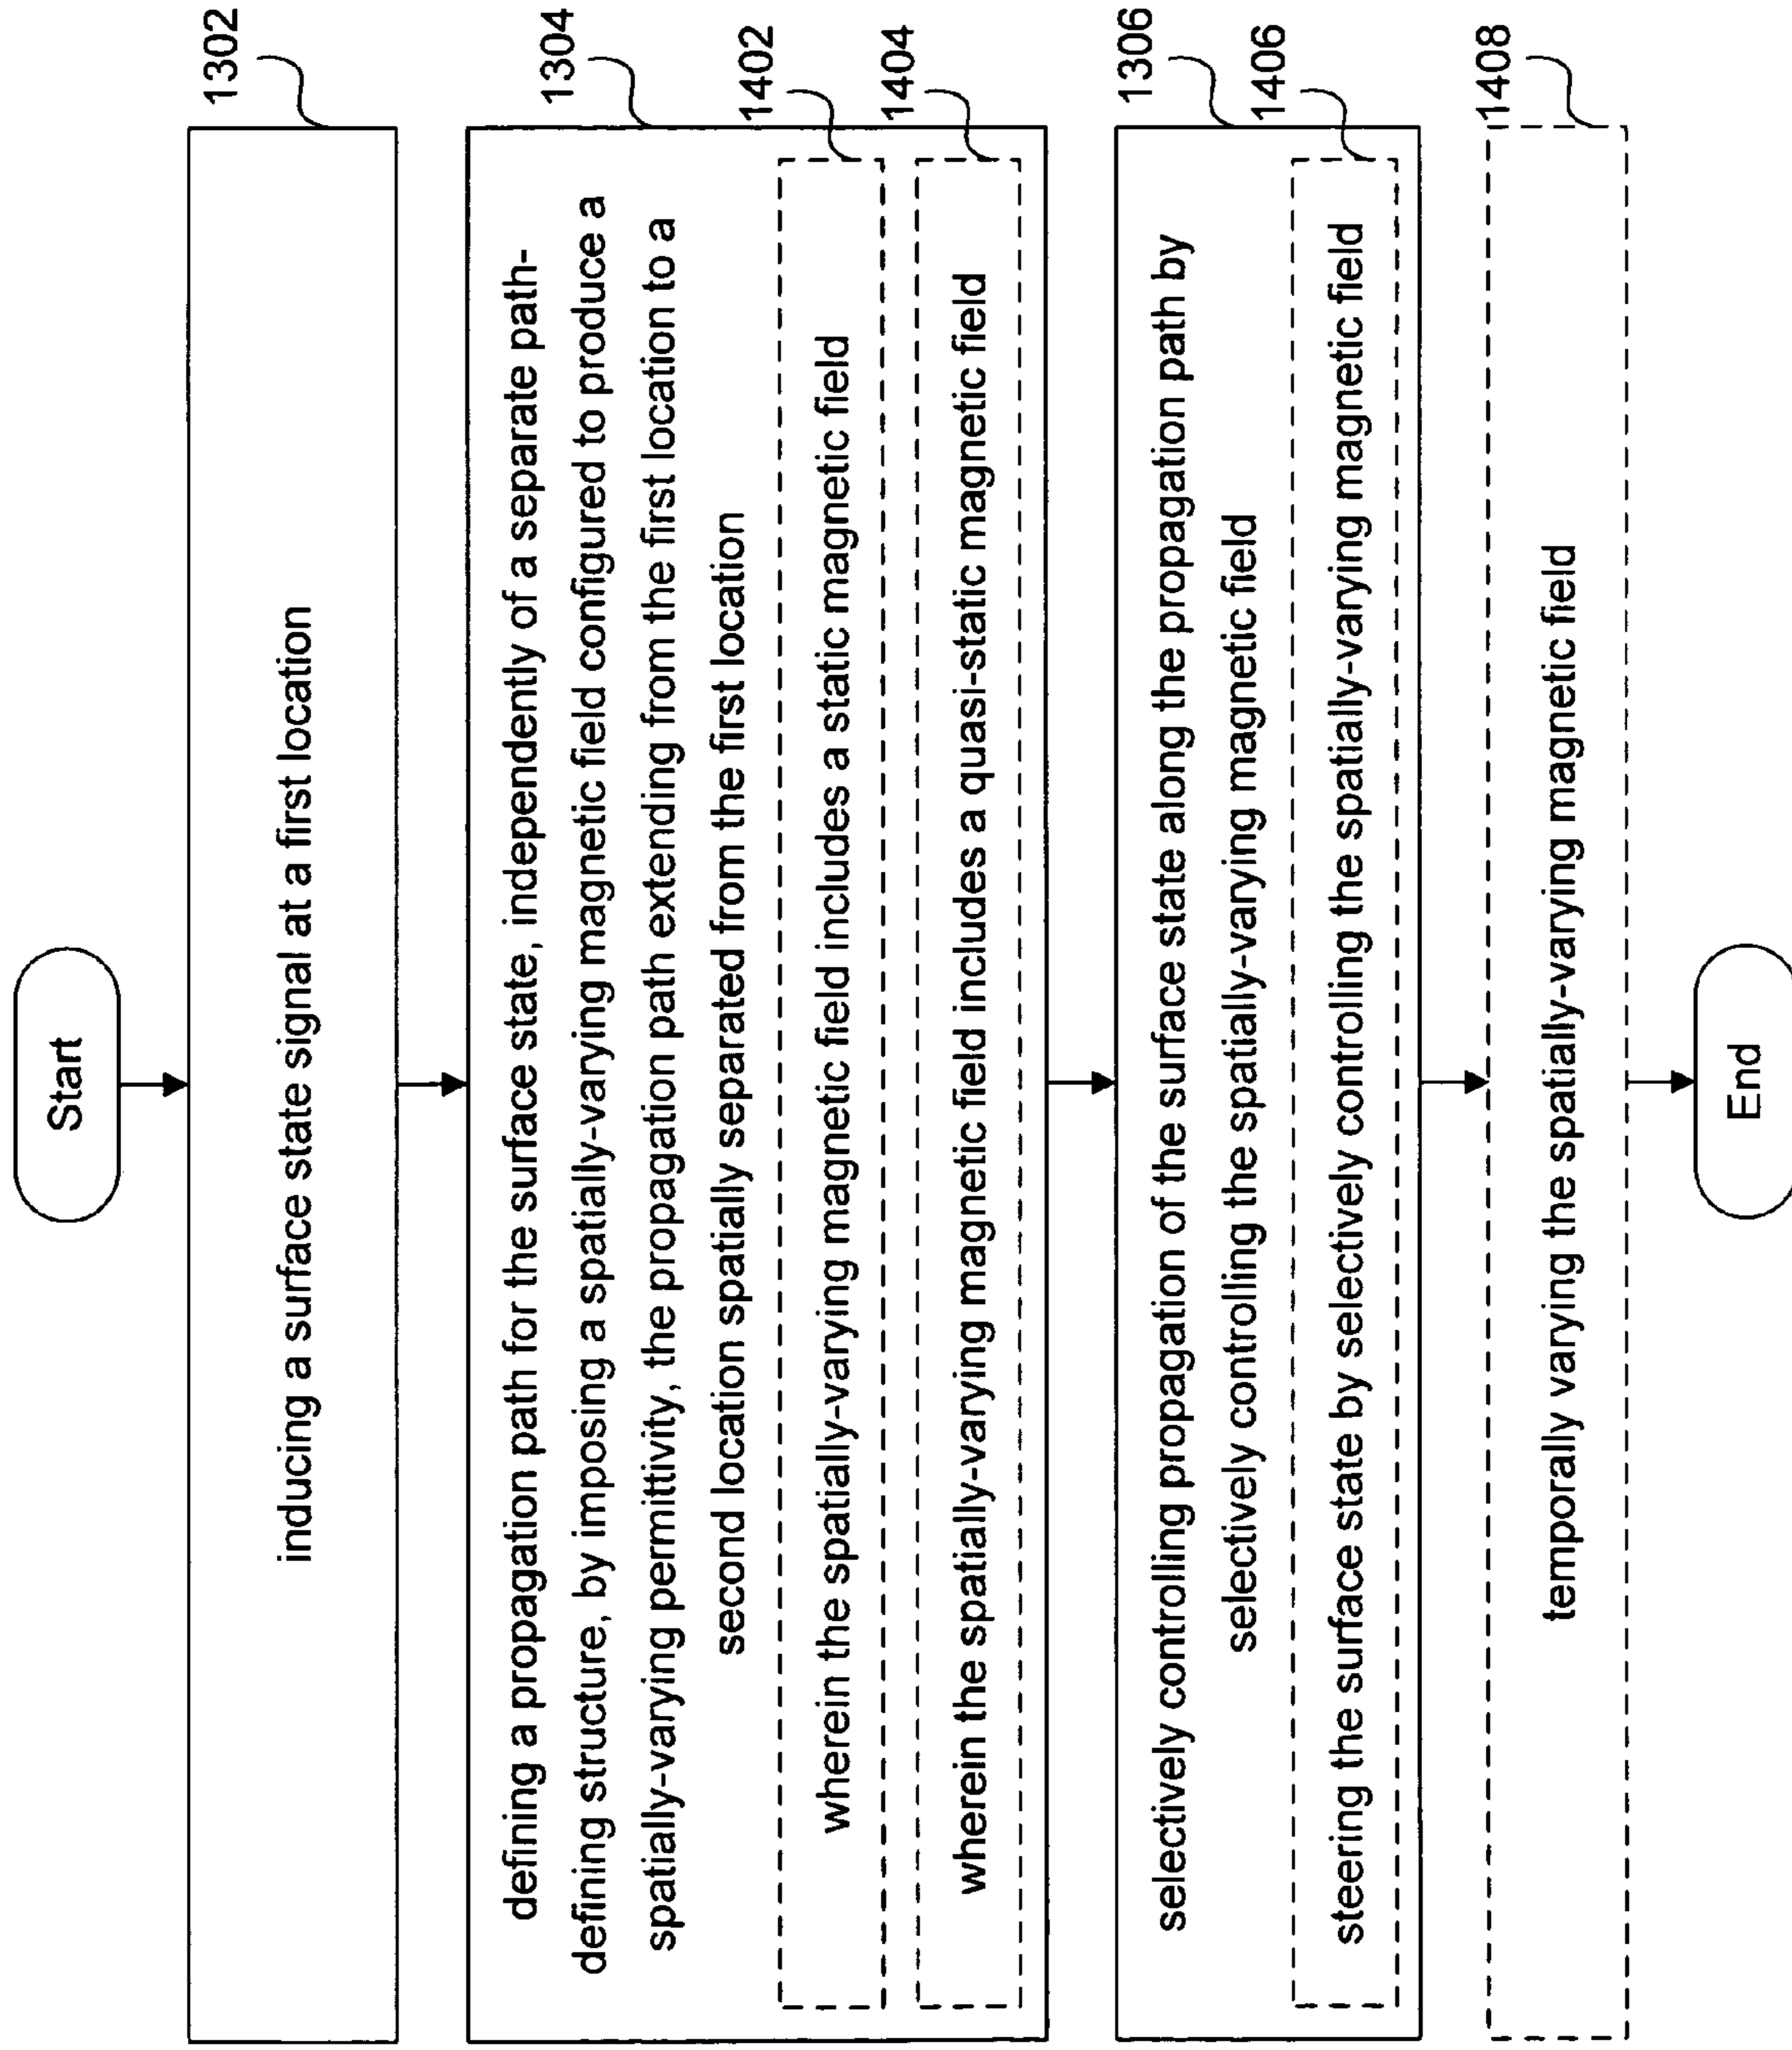 Start
1302
inducing a surface state signal at a first location
1304
defining a propagation path for the surface state, independently of a separate path-
defining structure, by imposing a spatially-varying magnetic field configured to produce a
spatially-varying permittivity, the propagation path extending from the first location to a
second location spatially separated from the first location
1402
wherein the spatially-varying magnetic field includes a static magnetic field
1404
wherein the spatially-varying magnetic field includes a quasi-static magnetic field
1306
selectively controlling propagation of the surface state along the propagation path by
selectively controlling the spatially-varying magnetic field
1406
steering the surface state by selectively controlling the spatially-varying magnetic field
1408
temporally varying the spatially-varying magnetic field
End